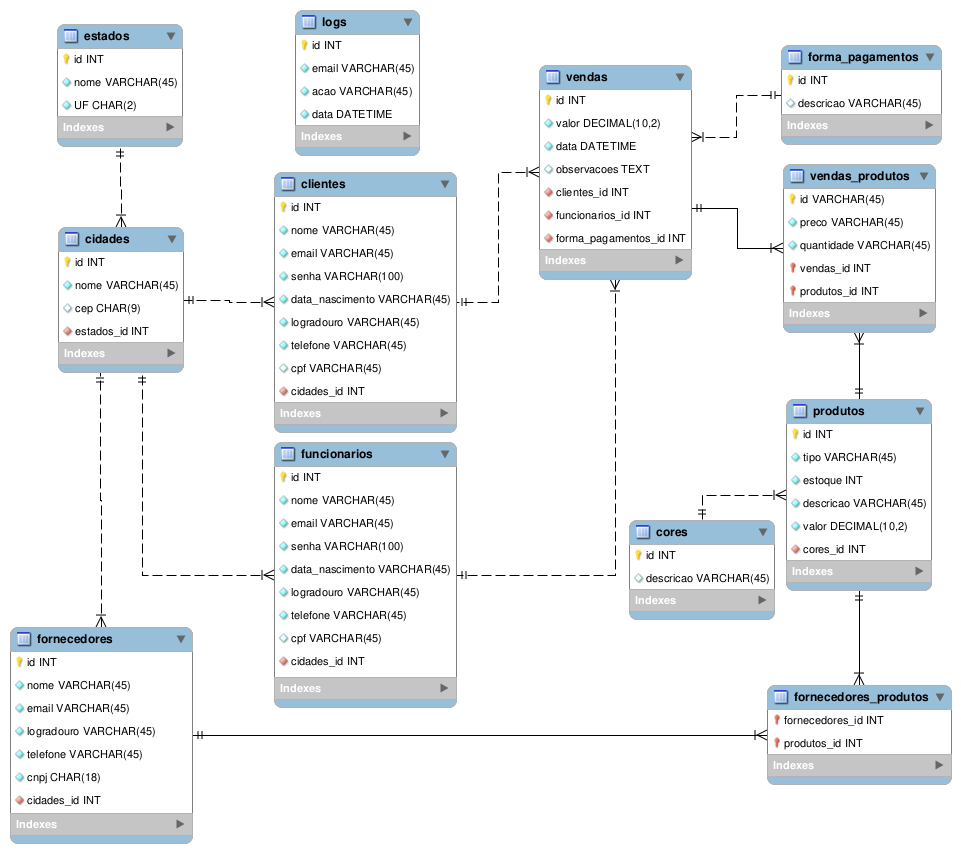 estados
id INT
nome VARCHAR(45)
UF CHAR(2)
Indexes
logs
id INT
email VARCHAR(45)
acao VARCHAR(45)
data DATETIME
Indexes
vendas
id INT
valor DECIMAL(10,2)
data DATETIME
observacoes TEXT
clientes_id INT
funcionarios_id INT
forma_pagamentos_id INT
Indexes
forma_pagamentos
id INT
descricao VARCHAR(45)
Indexes
vendas_produtos
id VARCHAR(45)
preco VARCHAR(45)
quantidade VARCHAR(45)
vendas_id INT
produtos_id INT
Indexes
clientes
id INT
nome VARCHAR(45)
email VARCHAR(45)
senha VARCHAR(100)
data_nascimento VARCHAR(45)
logradouro VARCHAR(45)
telefone VARCHAR(45)
cpf VARCHAR(45)
cidades_id INT
Indexes
cidades
id INT
nome VARCHAR(45)
cep CHAR(9)
estados_id INT
Indexes
funcionarios
id INT
nome VARCHAR(45)
email VARCHAR(45)
senha VARCHAR(100)
data_nascimento VARCHAR(45)
logradouro VARCHAR(45)
telefone VARCHAR(45)
cpf VARCHAR(45)
cidades_id INT
Indexes
produtos
id INT
tipo VARCHAR(45)
estoque INT
descricao VARCHAR(45)
valor DECIMAL(10,2)
cores_id INT
Indexes
cores
id INT
descricao VARCHAR(45)
Indexes
fornecedores
id INT
nome VARCHAR(45)
email VARCHAR(45)
logradouro VARCHAR(45)
telefone VARCHAR(45)
cnpj CHAR(18)
cidades_id INT
Indexes
fornecedores_produtos
fornecedores_id INT
produtos_id INT
Indexes